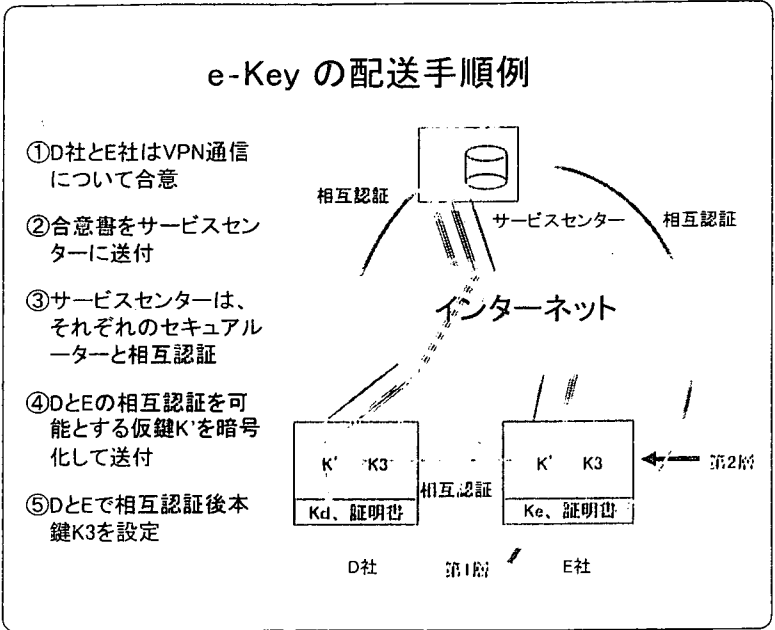 e-Key の配送手順例
①D社とE社はVPN通信
について合意
②合意書をサービスセン
ターに送付
③サービスセンターは、
それぞれのセキュアル
ーターと相互認証
④DとEの相互認証を可
能とする仮鍵K'を暗号
化して送付
⑤DとEで相互認証後本
鍵K3を設定
相互認証
サービスセンター
相互認証
インターネット
K' K3
K' K3
第2層
相互認証
Kd、証明書
Ke、証明書
D社
第1層
E社